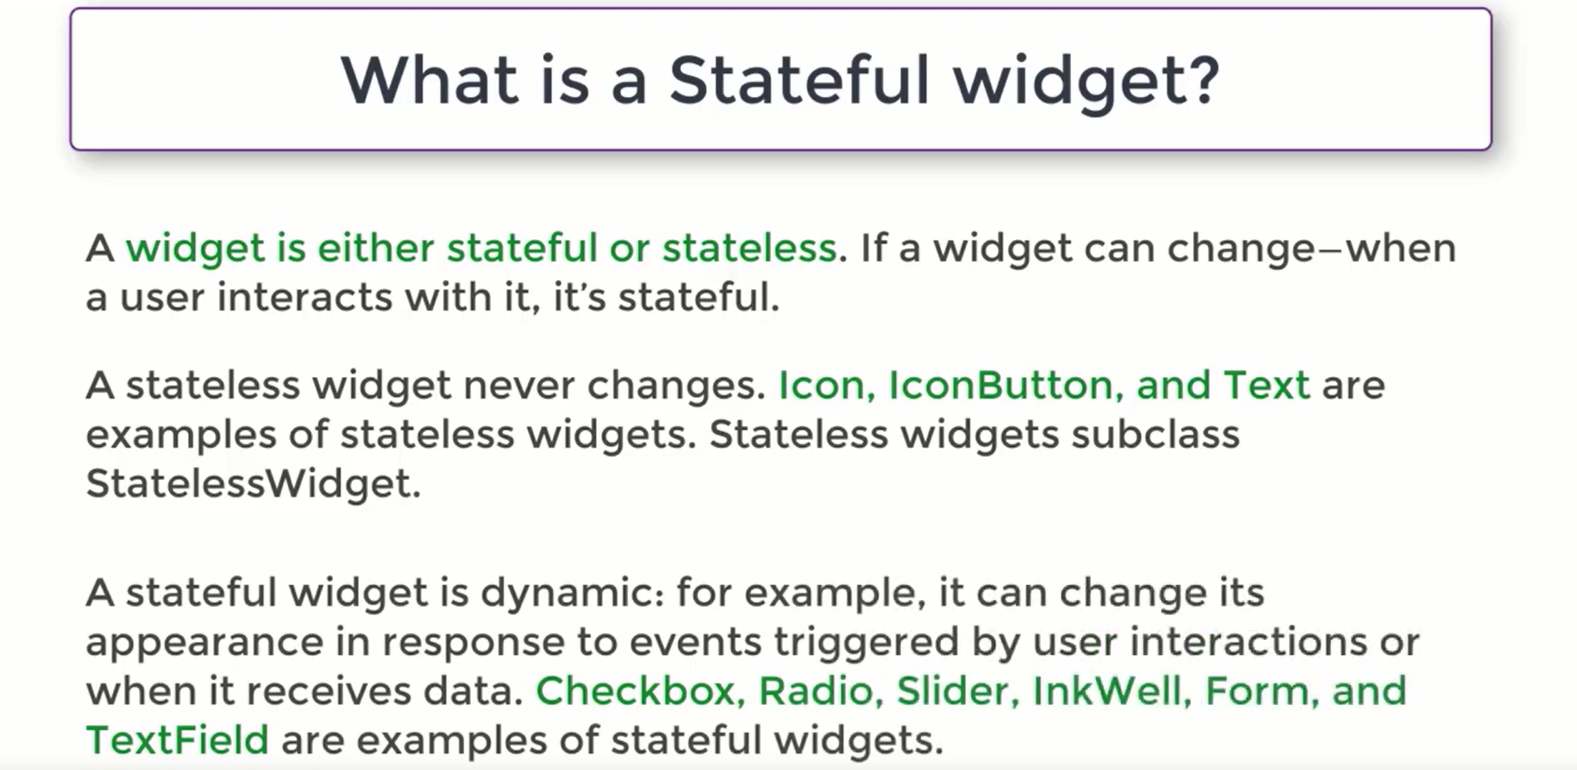 What is a Stateful widget?
A widget is either stateful or stateless. If a widget can change—when
a user interacts with it, it’s stateful.
A stateless widget never changes. Icon, IconButton, and Text are
examples of stateless widgets. Stateless widgets subclass
StatelessWidget.
A stateful widget is dynamic: for example, it can change its
appearance in response to events triggered by user interactions or
when it receives data. Checkbox, Radio, Slider, InkWell, Form, and
TextField are examples of stateful widgets.